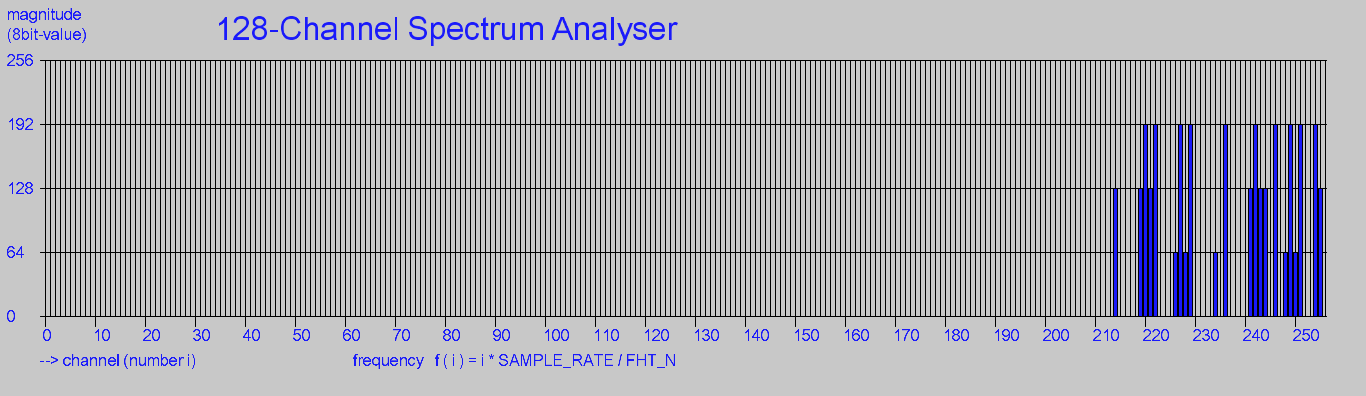 magnitude
(8bit-value)
128-Channel Spectrum Analyser
256
192
128
64
0
0 10 20 30 40 50 60 70 80 90 100 110 120 130 140 150 160 170 180 190 200 210 220 230 240 250
--> channel (number i)
frequency f ( i ) = i * SAMPLE_RATE / FHT_N